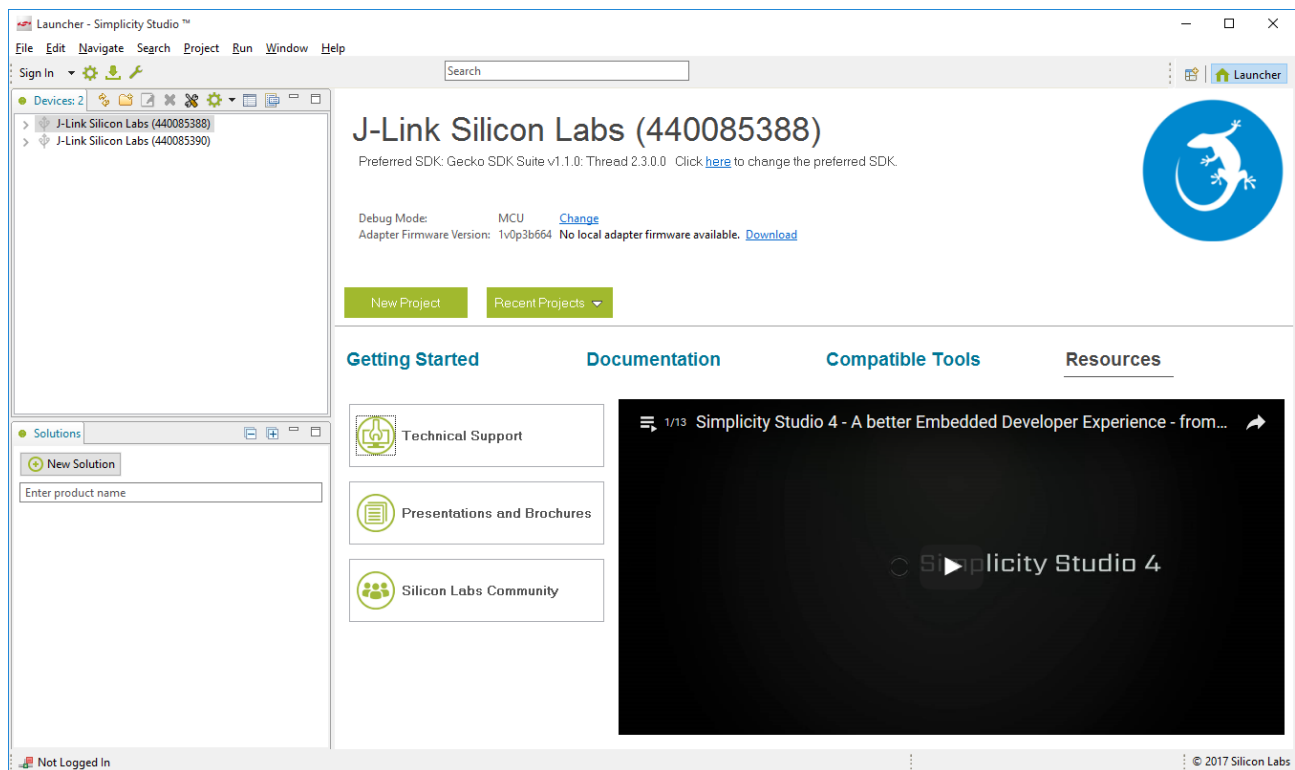 Launcher - Simplicity Studio ™
File Edit Navigate Search Project Run Window Help
Sign In
Search
Launcher
Devices: 2
J-Link Silicon Labs (440085388)
J-Link Silicon Labs (440085390)
J-Link Silicon Labs (440085388)
Preferred SDK: Gecko SDK Suite v1.1.0: Thread 2.3.0.0 Click here to change the preferred SDK.
Debug Mode: MCU Change
Adapter Firmware Version: 1v0p3b664 No local adapter firmware available. Download
New Project Recent Projects
Getting Started Documentation Compatible Tools Resources
Solutions
New Solution
Enter product name
Technical Support
Presentations and Brochures
Silicon Labs Community
1/13 Simplicity Studio 4 - A better Embedded Developer Experience - from...
Simplicity Studio 4
Not Logged In
© 2017 Silicon Labs